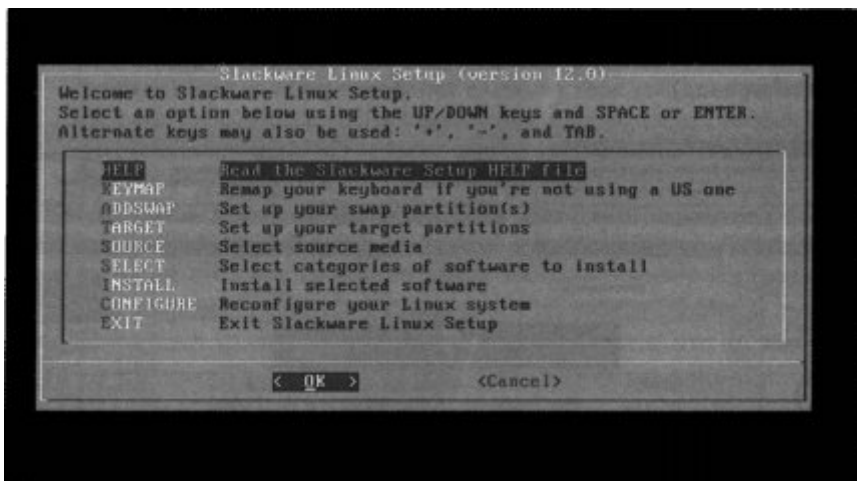 Slackware Linux Setup (version 12.0)
Welcome to Slackware Linux Setup.
Select an option below using the UP/DOWN keys and SPACE or ENTER.
Alternate keys may also be used: '+', '-', and TAB.
HELP Read the Slackware Setup HELP file
KEYMAP Remap your keyboard if you're not using a US one
ADDSWAP Set up your swap partition(s)
TARGET Set up your target partitions
SOURCE Select source media
SELECT Select categories of software to install
INSTALL Install selected software
CONFIGURE Reconfigure your Linux system
EXIT Exit Slackware Linux Setup
< OK > <Cancel>